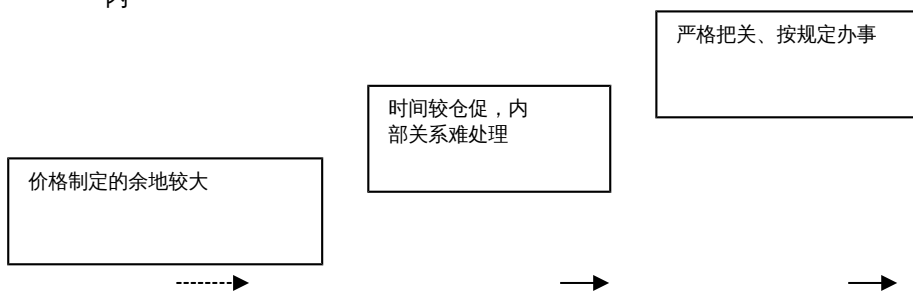 严格把关、按规定办事
时间较仓促，内
部关系难处理
价格制定的余地较大